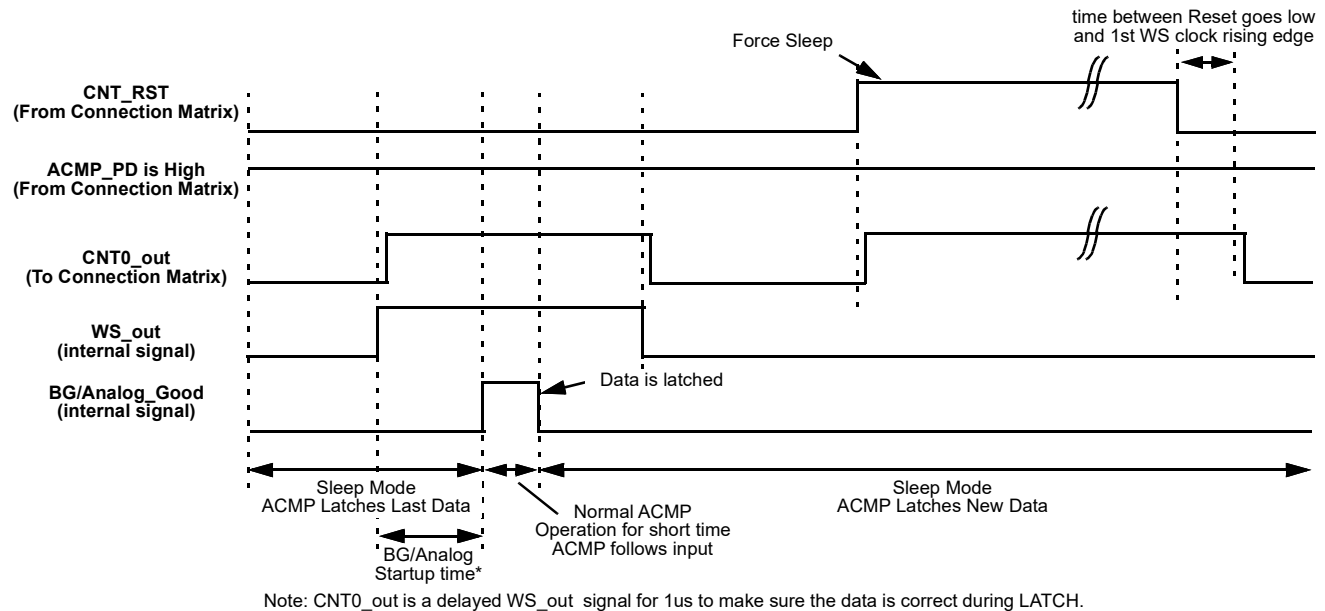 time between Reset goes low
and 1st WS clock rising edge
Force Sleep
CNT_RST
(From Connection Matrix)
ACMP_PD is High
(From Connection Matrix)
CNT0_out
(To Connection Matrix)
WS_out
(internal signal)
BG/Analog_Good
(internal signal)
Data is latched
Sleep Mode
ACMP Latches Last Data
Normal ACMP
Operation for short time
ACMP follows input
Sleep Mode
ACMP Latches New Data
BG/Analog
Startup time*
Note: CNT0_out is a delayed WS_out signal for 1us to make sure the data is correct during LATCH.